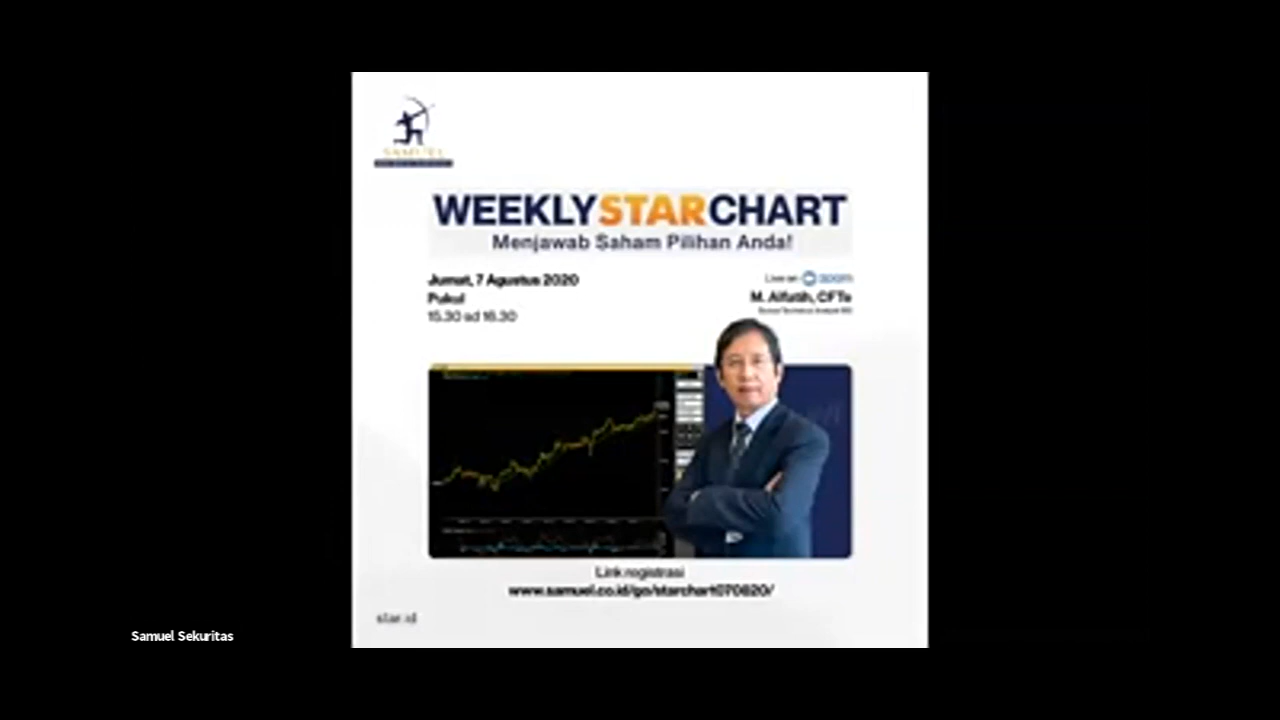 SAMUEL
WEEKLY STAR CHART
Menjawab Saham Pilihan Anda!
Jumat, 7 Agustus 2020
Pukul
15.30 sd 16.30
Live on zoom
M. Alfatih, CFTe
Link registrasi
www.samuel.co.id/go/starchart070820/
star.id
Samuel Sekuritas